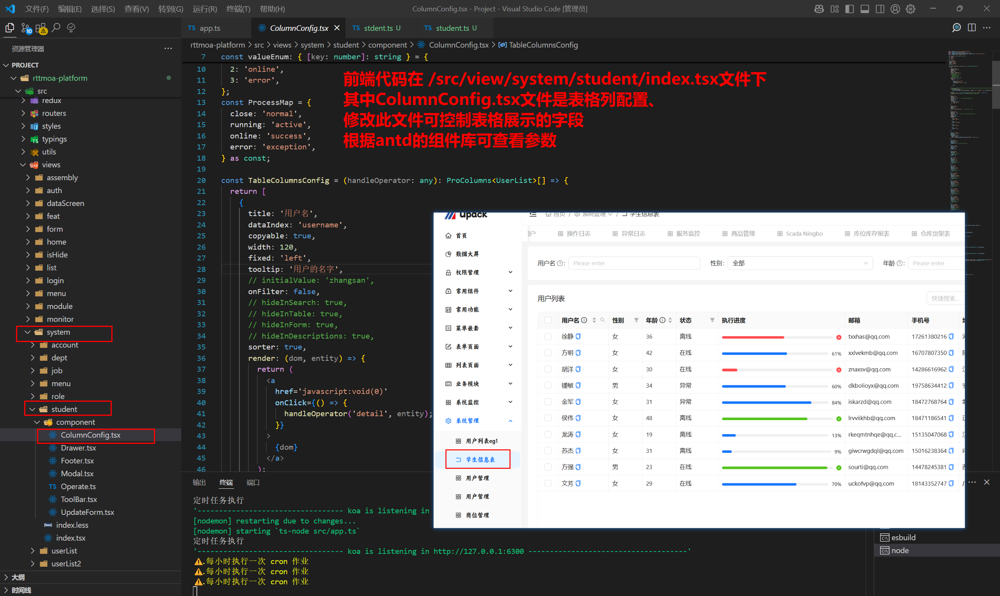 文件(F) 编辑(E) 选择(S) 查看(V) 转到(G) 运行(R) 终端(T) 帮助(H)
ColumnConfig.tsx - Project - Visual Studio Code [管理员]
10
TS app.ts
ColumnConfig.tsx
TS stdent.ts U
TS student.ts U
资源管理器
rttmoa-platform > src > views > system > student > component > ColumnConfig.tsx > TableColumnsConfig
PROJECT
rttmoa-platform
src
redux
routers
styles
typings
utils
views
assembly
auth
dataScreen
feat
form
home
isHide
list
login
menu
module
monitor
system
account
dept
job
menu
role
student
component
ColumnConfig.tsx
Drawer.tsx
Footer.tsx
Modal.tsx
TS Operate.ts
ToolBar.tsx
UpdateForm.tsx
index.less
index.tsx
userList
userList2
大纲
时间线
7 const valueEnum: { [key: number]: string } = {
10 2: 'online',
11 3: 'error',
12 };
13 const ProcessMap = {
14 close: 'normal',
15 running: 'active',
16 online: 'success',
17 error: 'exception',
18 } as const;
19
20 const TableColumnsConfig = (handleOperator: any): ProColumns<UserList>[] => {
21 return [
22 {
23 title: '用户名',
24 dataIndex: 'username',
25 copyable: true,
26 width: 120,
27 fixed: 'left',
28 tooltip: '用户的名字',
29 // initialValue: 'zhangsan',
30 onFilter: false,
31 // hideInSearch: true,
32 // hideInTable: true,
33 // hideInForm: true,
34 // hideInDescriptions: true,
35 sorter: true,
36 render: (dom, entity) => {
37 return (
38 <a
39 href='javascript:void(0)'
40 onClick={() => {
41 handleOperator('detail', entity);
42 }}
43 >
44 {dom}
45 </a>
46 );
前端代码在 /src/view/system/student/index.tsx文件下
其中ColumnConfig.tsx文件是表格列配置、
修改此文件可控制表格展示的字段
根据antd的组件库可查看参数
upack
首页 / 系统管理 / 学生信息表
首页
数据大屏
权限管理
常用组件
常用功能
菜单嵌套
表单页面
列表页面
业务模块
系统监控
系统管理
用户列表eg1
学生信息表
用户管理
用户管理
岗位管理
用户 操作日志 异常日志 服务监控 商品管理 Scada Ningbo 库位库存报表 仓库货架表
用户名 : Please enter 性别: 全部 年龄 : Please enter
用户列表
快捷搜索...
用户名 性别 年龄 状态 执行进度 邮箱 手机号
徐静 女 36 离线 txxhas@qq.com 17261380216
方明 女 42 在线 61% xxlvekmb@qq.com 16707807350
胡洋 女 30 在线 znaxsv@qq.com 14286616962
锺敏 男 34 异常 60% dkbolioyx@qq.com 19758634412
金军 女 31 异常 84% iskarzd@qq.com 18472768764
侯伟 女 48 离线 lrvviikhb@qq.com 18471186541
龙涛 女 19 离线 13% rkeqmtnhqe@qq.c... 15135047068
苏杰 女 31 离线 9% giwcrwgdql@qq.com 15016238364
方强 男 23 在线 sourti@qq.com 14478245381
文芳 女 29 在线 70% uckofvp@qq.com 18143352747
输出 终端 端口
定时任务执行
'---------------------------------- koa is listening in
[nodemon] restarting due to changes...
[nodemon] starting `ts-node src/app.ts`
定时任务执行
'---------------------------------- koa is listening in http://127.0.0.1:6300 -------------------------------------'
⚠.每小时执行一次 cron 作业
⚠.每小时执行一次 cron 作业
⚠.每小时执行一次 cron 作业
esbuild
node